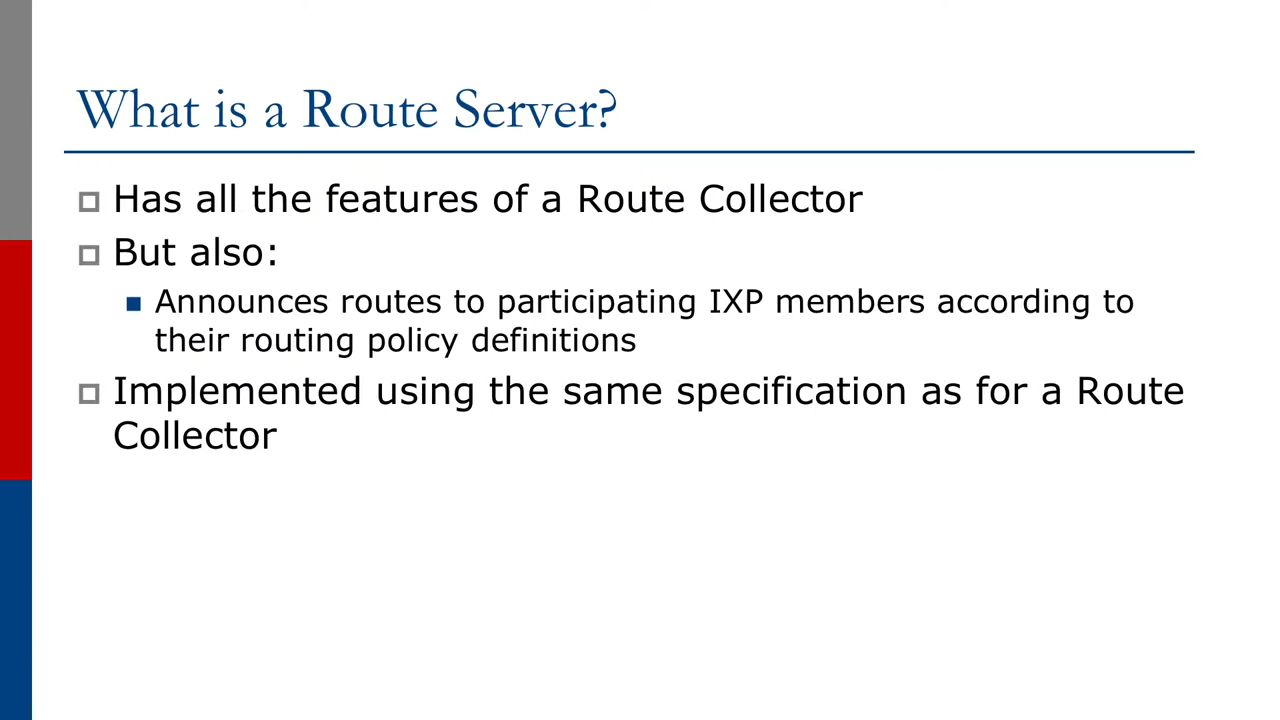 What is a Route Server?
Has all the features of a Route Collector
But also:
Announces routes to participating IXP members according to
their routing policy definitions
Implemented using the same specification as for a Route
Collector